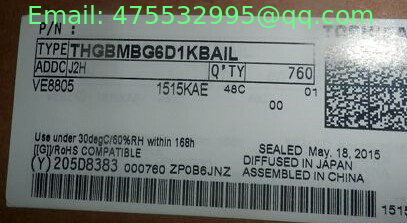 Email: 475532995@qq.com
P/N :
TYPE THGBMBG6D1KBAIL
ADDC J2H Q'TY 760
VE8805 1515KAE 48C 01
00
Use under 30degC/60%RH within 168h
[[G]]/RoHS COMPATIBLE
SEALED May. 18, 2015
DIFFUSED IN JAPAN
ASSEMBLED IN CHINA
(Y) 205D8383 000760 ZP0B6JNZ